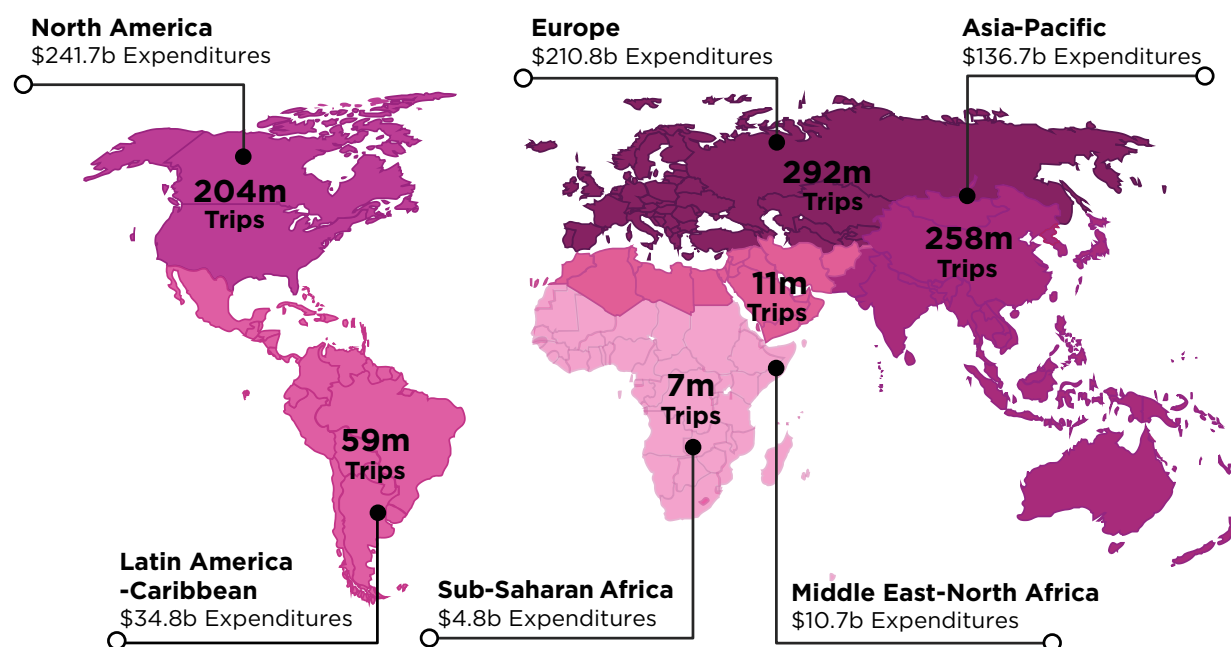 North America
$241.7b Expenditures
Europe
$210.8b Expenditures
Asia-Pacific
$136.7b Expenditures
204m
Trips
292m
Trips
258m
Trips
11m
Trips
7m
Trips
59m
Trips
Latin America
-Caribbean
$34.8b Expenditures
Sub-Saharan Africa
$4.8b Expenditures
Middle East-North Africa
$10.7b Expenditures